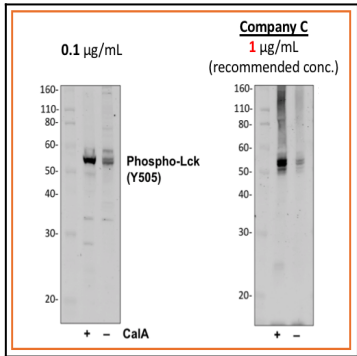 Company C
0.1 µg/mL
1 µg/mL
(recommended conc.)
160-
110-
80-
60-
50-
40-
30-
20-
Phospho-Lck
(Y505)
160-
110-
80-
60-
50-
40-
30-
20-
+ – CalA
+ –